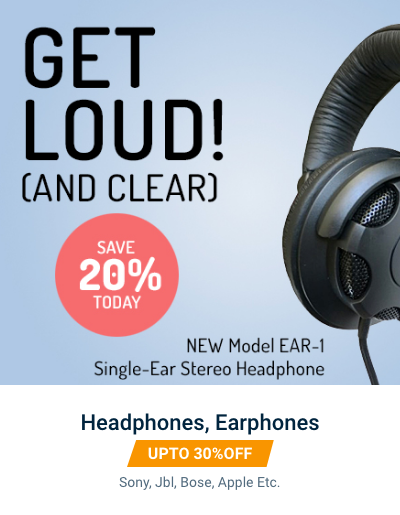 GET
LOUD!
(AND CLEAR)
SAVE
20%
TODAY
NEW Model EAR-1
Single-Ear Stereo Headphone
Headphones, Earphones
UPTO 30%OFF
Sony, Jbl, Bose, Apple Etc.